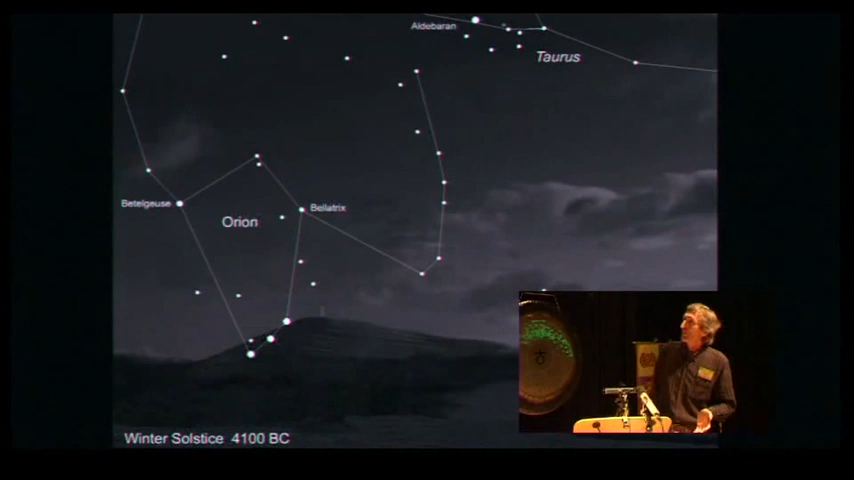 Aldebaran
Taurus
Betelgeuse
Bellatrix
Orion
Winter Solstice 4100 BC